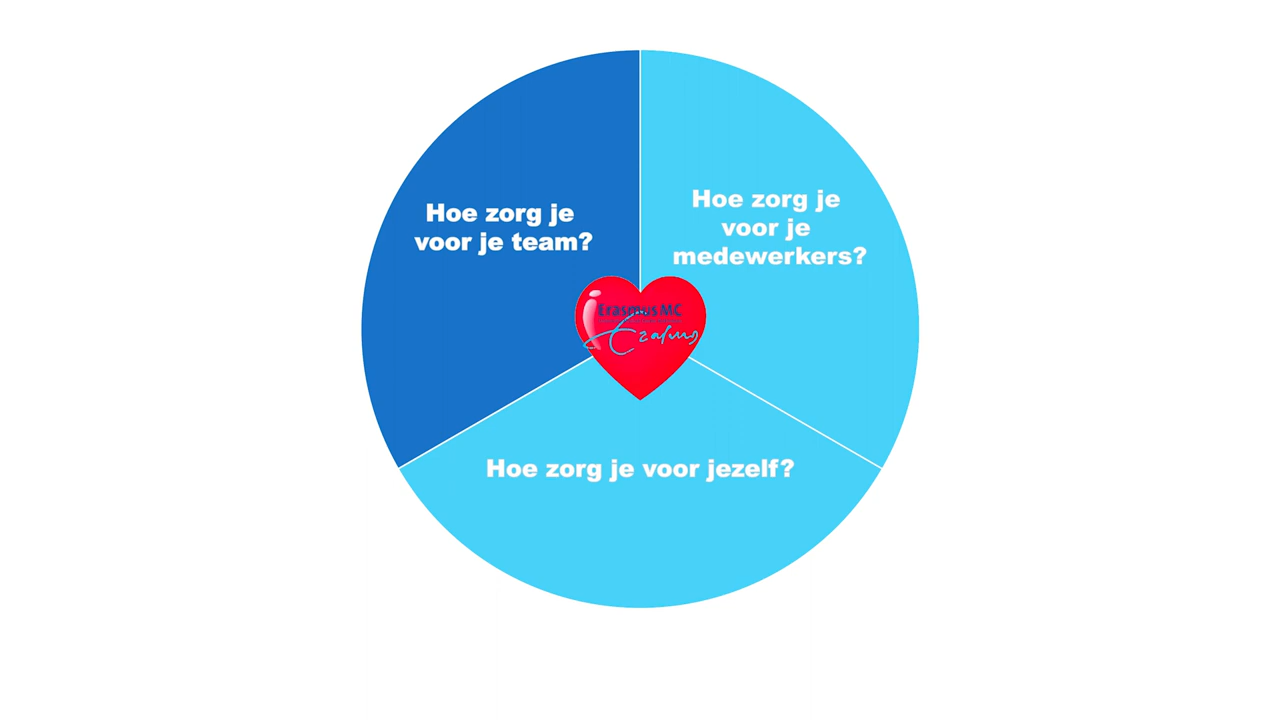 Hoe zorg je
voor je team?
Hoe zorg je
voor je
medewerkers?
Erasmus MC
Erasmus
Hoe zorg je voor jezelf?